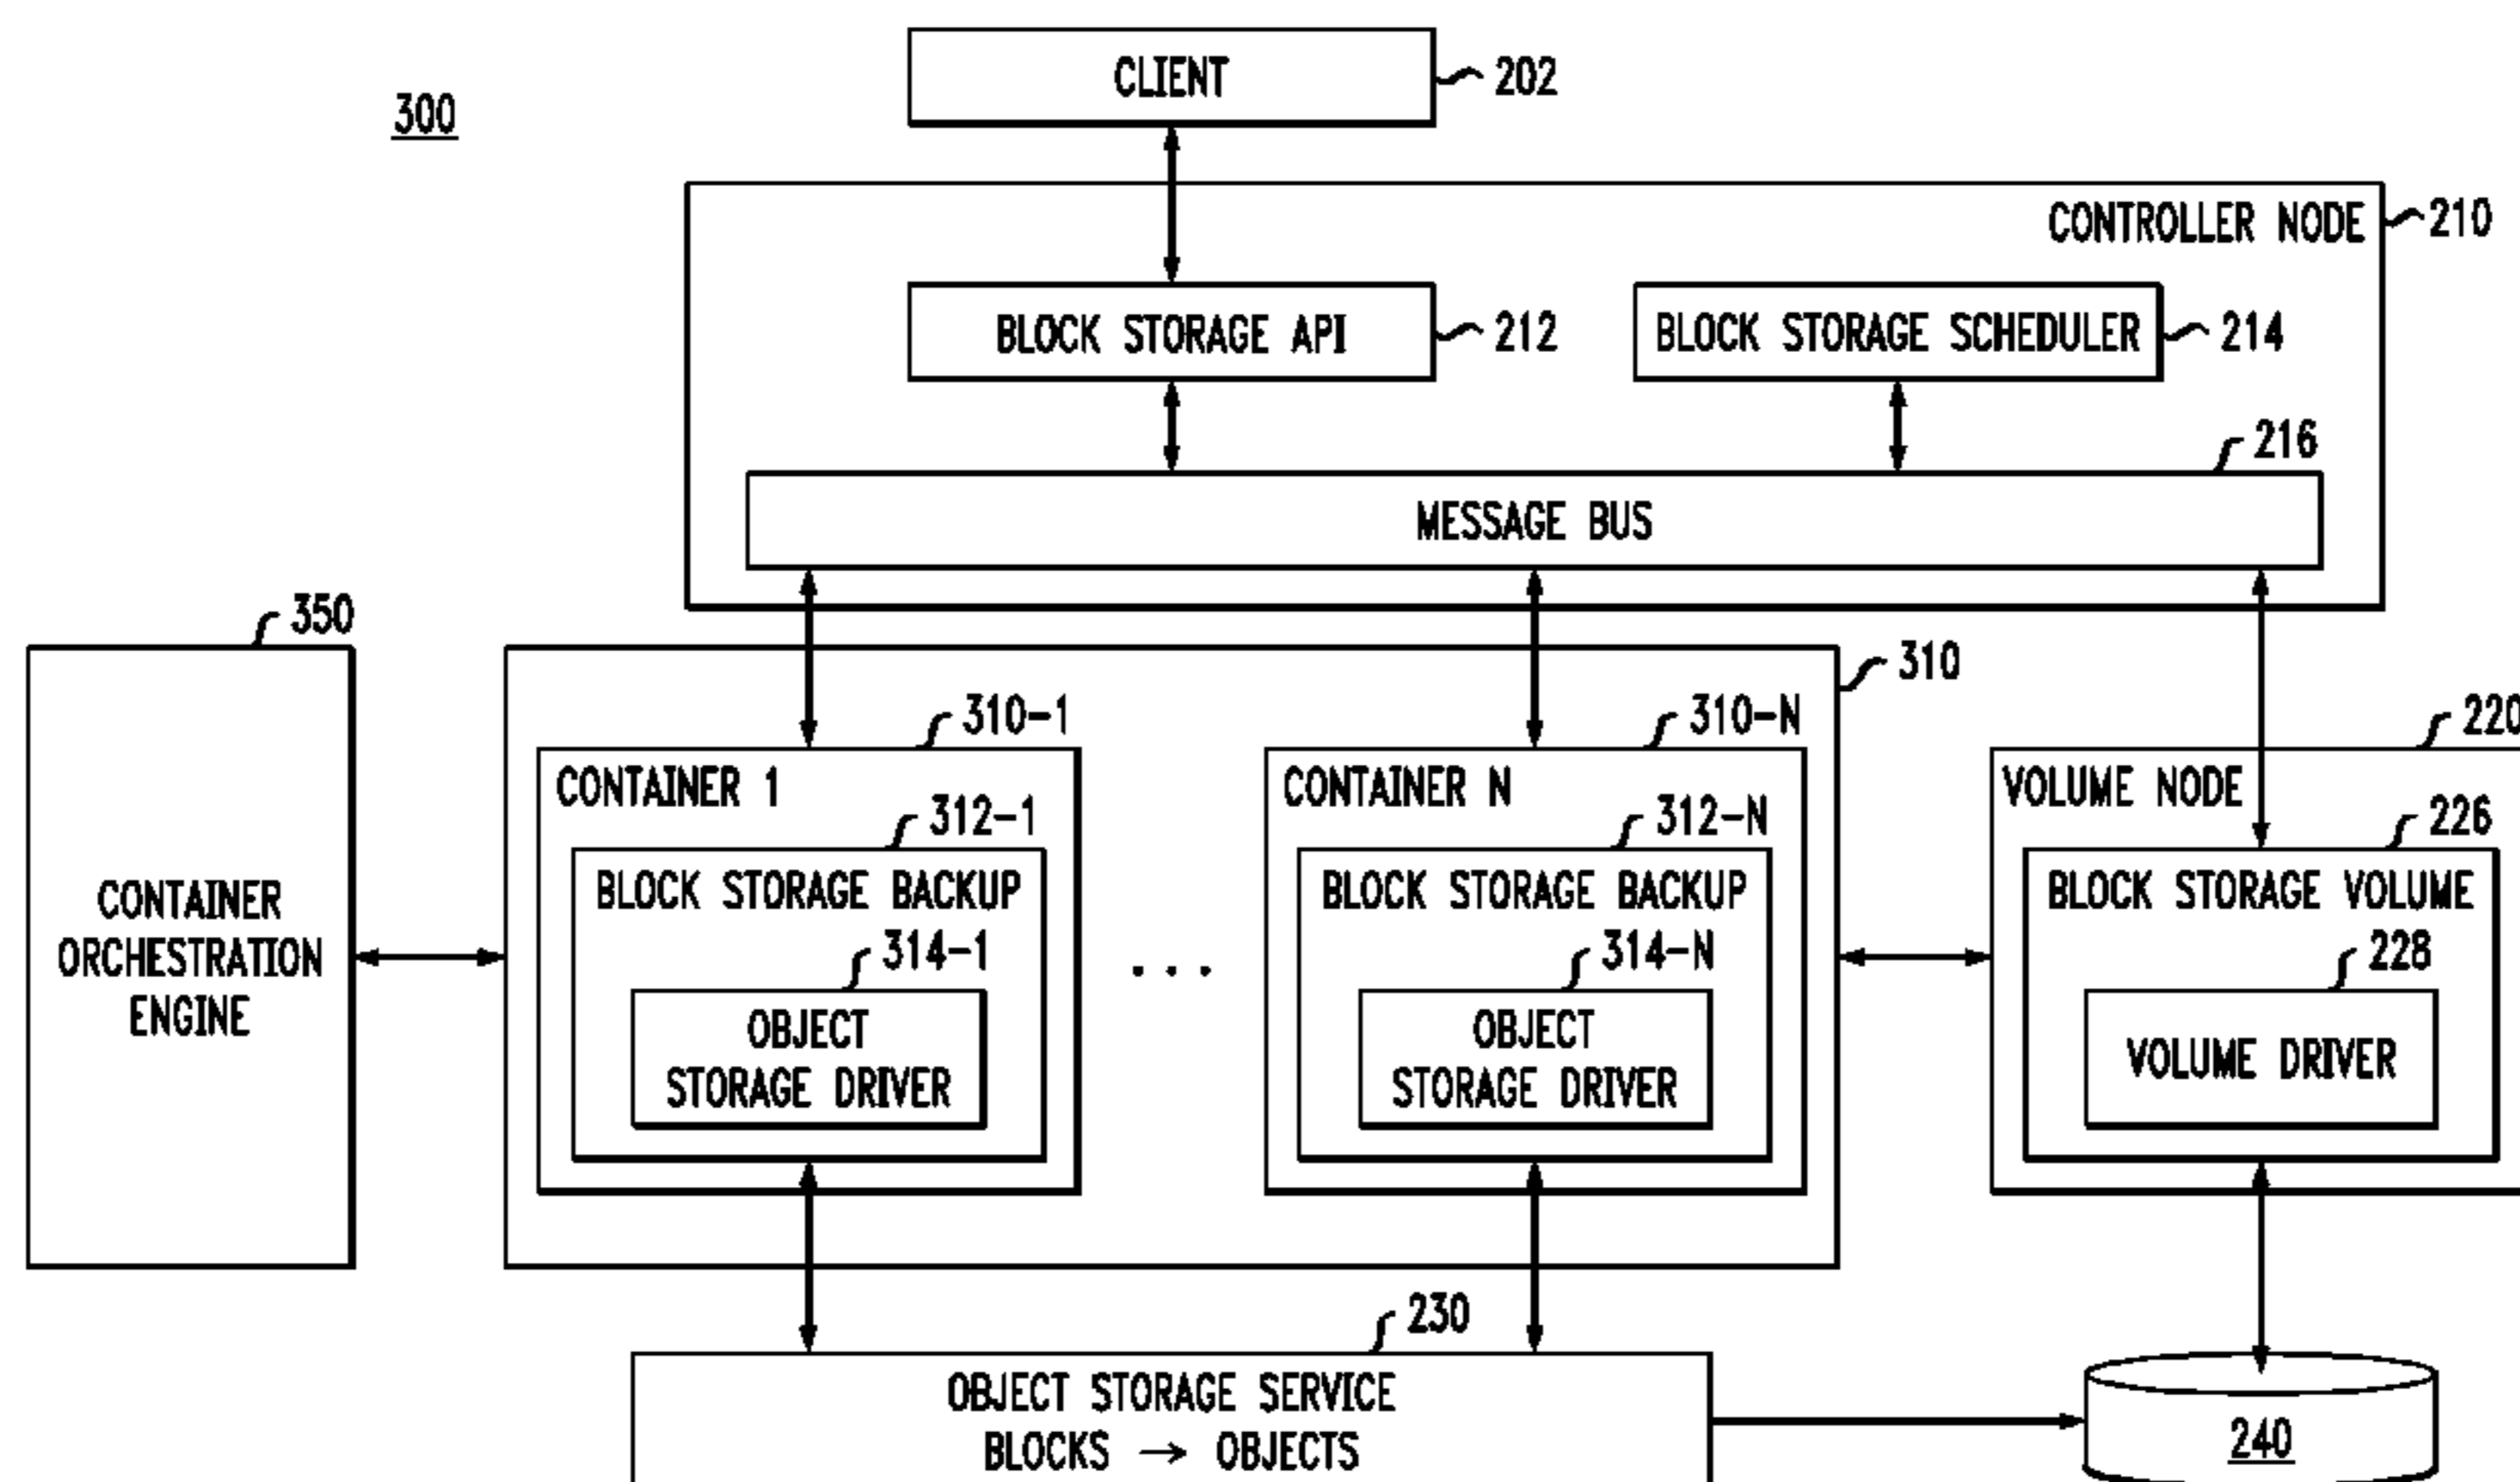 CLIENT
202
300
CONTROLLER NODE
210
BLOCK STORAGE API
212
BLOCK STORAGE SCHEDULER
214
216
MESSAGE BUS
350
310
310-1
310-N
220
CONTAINER 1
CONTAINER N
VOLUME NODE
312-1
312-N
226
CONTAINER
ORCHESTRATION
ENGINE
BLOCK STORAGE BACKUP
BLOCK STORAGE BACKUP
BLOCK STORAGE VOLUME
314-1
...
314-N
228
OBJECT
STORAGE DRIVER
OBJECT
STORAGE DRIVER
VOLUME DRIVER
230
OBJECT STORAGE SERVICE
BLOCKS → OBJECTS
240